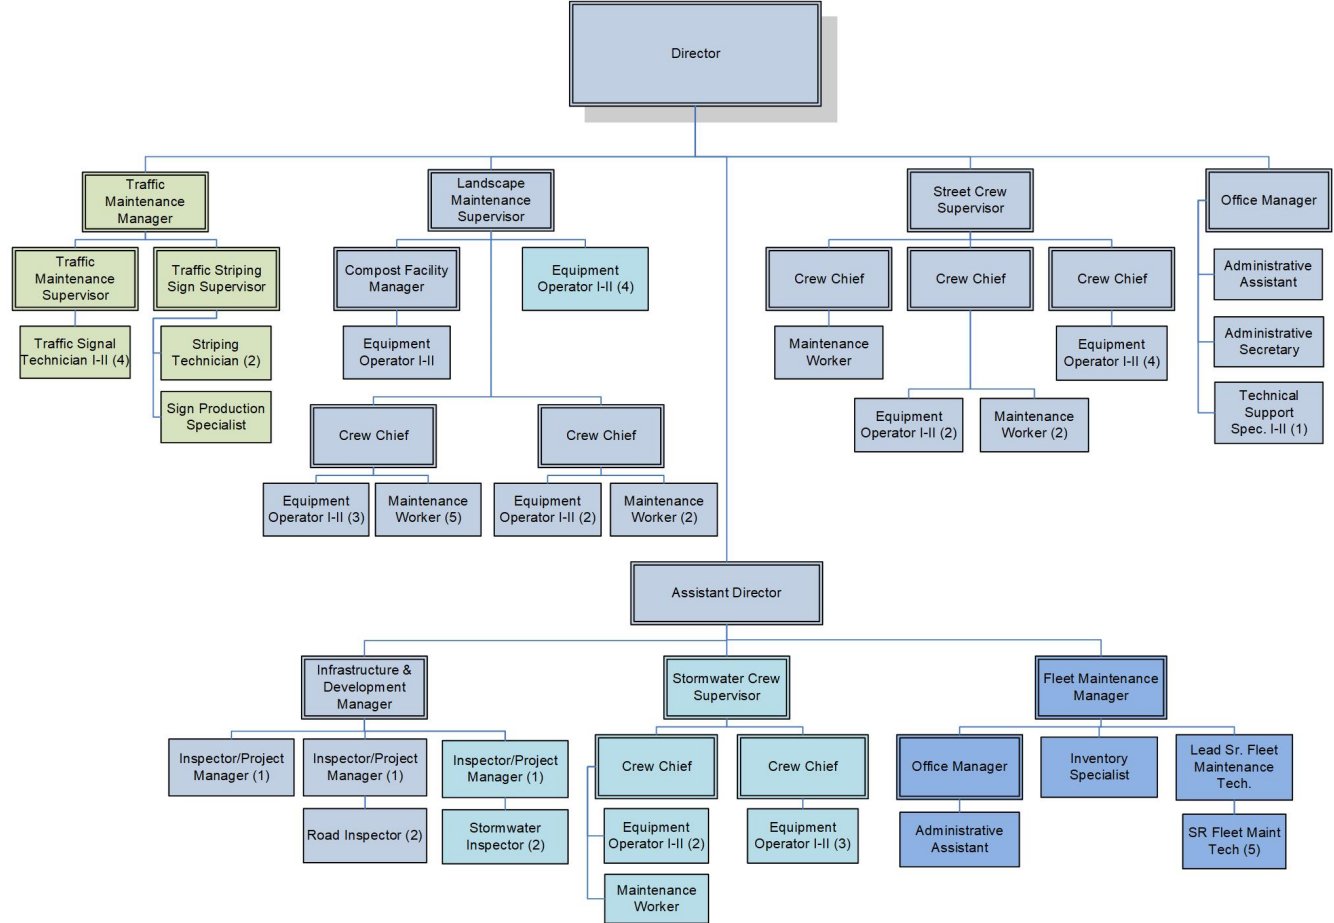 Director
Traffic
Maintenance
Manager
Landscape
Maintenance
Supervisor
Street Crew
Supervisor
Office Manager
Traffic
Maintenance
Supervisor
Traffic Striping
Sign Supervisor
Compost Facility
Manager
Equipment
Operator I-II (4)
Crew Chief
Crew Chief
Crew Chief
Administrative
Assistant
Traffic Signal
Technician I-II (4)
Striping
Technician (2)
Equipment
Operator I-II
Maintenance
Worker
Equipment
Operator I-II (4)
Administrative
Secretary
Sign Production
Specialist
Crew Chief
Crew Chief
Equipment
Operator I-II (2)
Maintenance
Worker (2)
Technical
Support
Spec. I-II (1)
Equipment
Operator I-II (3)
Maintenance
Worker (5)
Equipment
Operator I-II (2)
Maintenance
Worker (2)
Assistant Director
Infrastructure &
Development
Manager
Stormwater Crew
Supervisor
Fleet Maintenance
Manager
Inspector/Project
Manager (1)
Inspector/Project
Manager (1)
Inspector/Project
Manager (1)
Crew Chief
Crew Chief
Office Manager
Inventory
Specialist
Lead Sr. Fleet
Maintenance
Tech.
Road Inspector (2)
Stormwater
Inspector (2)
Equipment
Operator I-II (2)
Equipment
Operator I-II (3)
Administrative
Assistant
SR Fleet Maint
Tech (5)
Maintenance
Worker